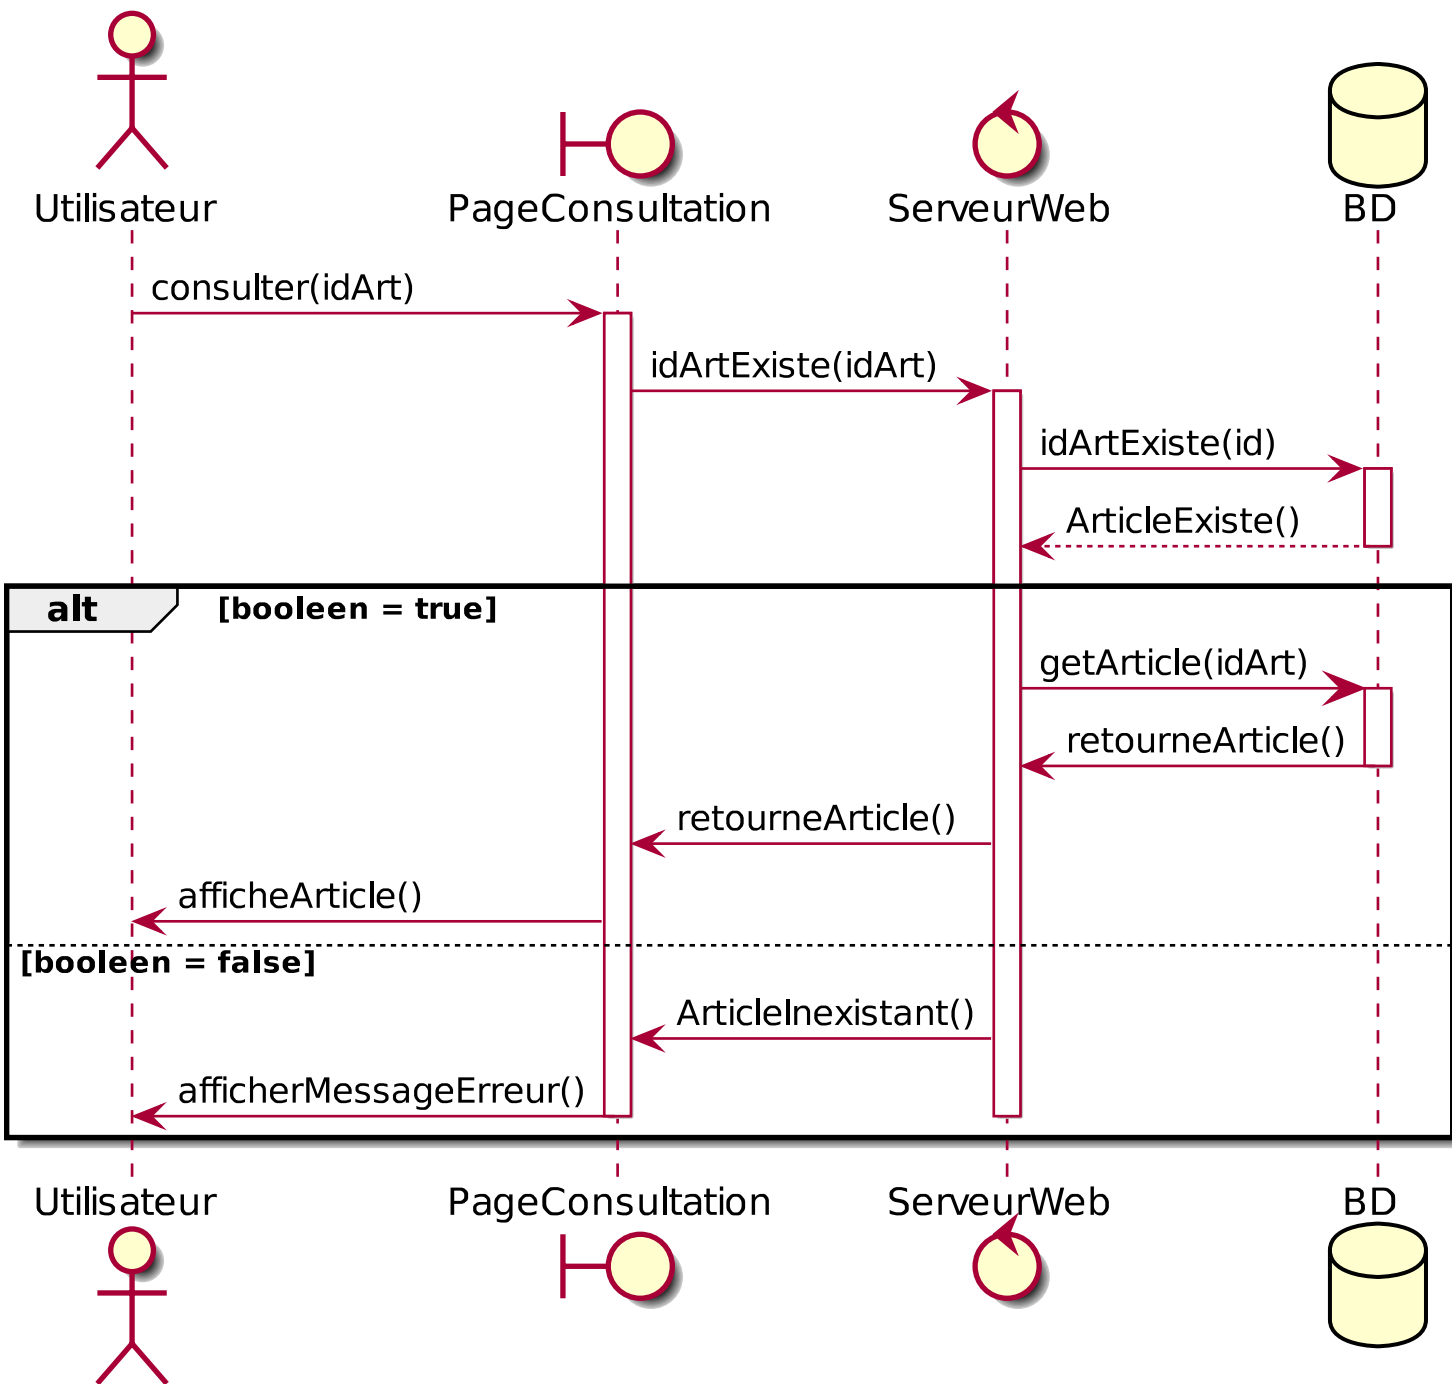 Utilisateur
PageConsultation
ServeurWeb
BD
consulter(idArt)
idArtExiste(idArt)
idArtExiste(id)
ArticleExiste()
alt
[booleen = true]
getArticle(idArt)
retourneArticle()
retourneArticle()
afficheArticle()
[booleen = false]
ArticleInexistant()
afficherMessageErreur()
Utilisateur
PageConsultation
ServeurWeb
BD